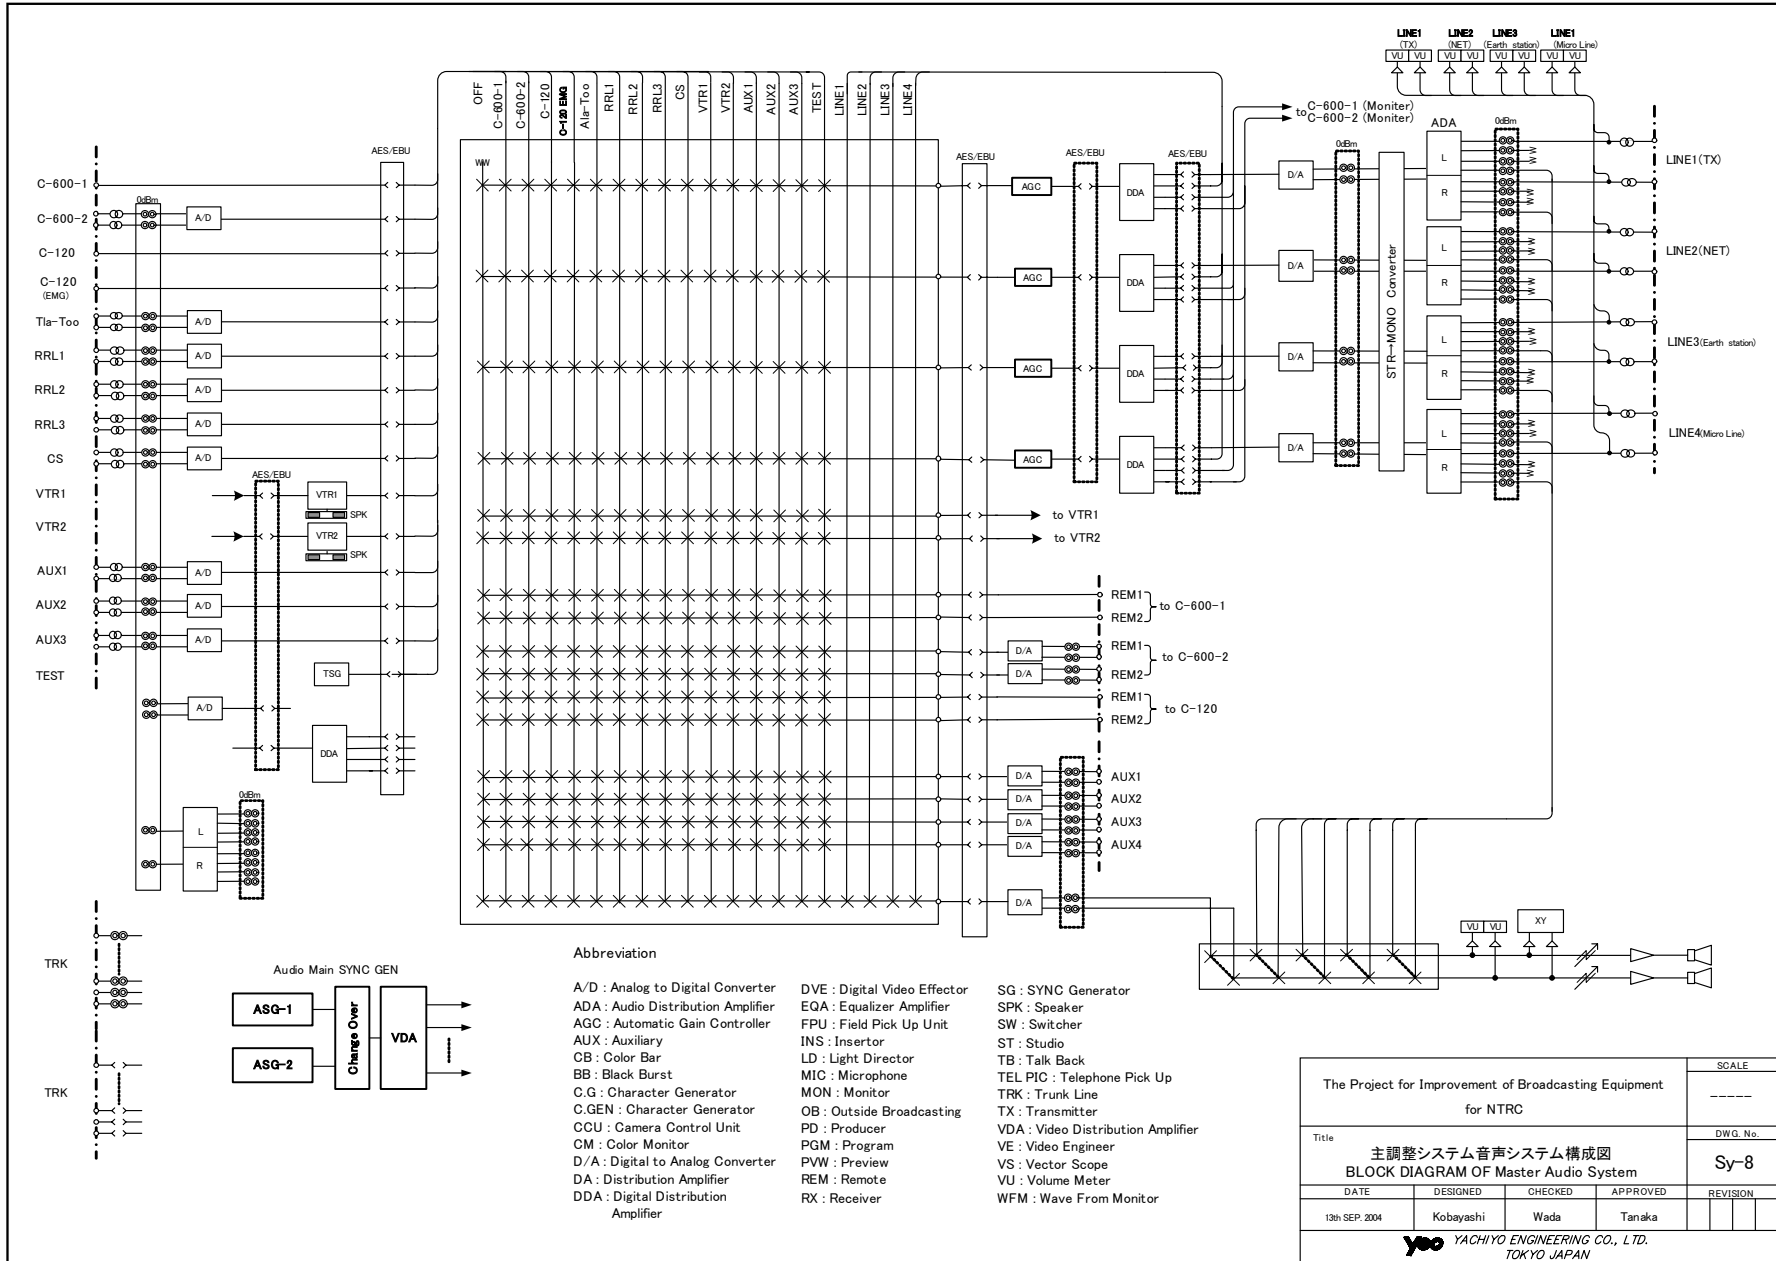 LINE1 LINE2 LINE3 LINE1
(TX) (NET) (Earth station) (Micro Line)
VU VU VU VU VU VU VU VU
OFF
C-600-1
C-600-2
C-120
C-120 EMG
Ala-Too
RRL1
RRL2
RRL3
CS
VTR1
VTR2
AUX1
AUX2
AUX3
TEST
LINE1
LINE2
LINE3
LINE4
to C-600-1 (Moniter)
C-600-2 (Moniter)
AES/EBU
WW
AES/EBU
AES/EBU
AES/EBU
0dBm
ADA
0dBm
C-600-1
0dBm
C-600-2
A/D
C-120
C-120
(EMG)
Tla-Too
A/D
RRL1
A/D
RRL2
A/D
RRL3
A/D
CS
A/D
AES/EBU
VTR1
VTR1
SPK
VTR2
VTR2
SPK
AUX1
A/D
AUX2
A/D
AUX3
A/D
TEST
TSG
A/D
DDA
0dBm
L
R
AGC
DDA
D/A
AGC
DDA
D/A
AGC
DDA
D/A
AGC
DDA
D/A
STR→MONO Converter
L
R
L
R
L
R
L
R
LINE1(TX)
LINE2(NET)
LINE3(Earth station)
LINE4(Micro Line)
to VTR1
to VTR2
REM1
REM2
to C-600-1
D/A
REM1
D/A
REM2
to C-600-2
REM1
REM2
to C-120
D/A
AUX1
D/A
AUX2
D/A
AUX3
D/A
AUX4
D/A
VU VU
XY
TRK
TRK
Audio Main SYNC GEN
ASG-1
ASG-2
Change Over
VDA
Abbreviation
A/D : Analog to Digital Converter
ADA : Audio Distribution Amplifier
AGC : Automatic Gain Controller
AUX : Auxiliary
CB : Color Bar
BB : Black Burst
C.G : Character Generator
C.GEN : Character Generator
CCU : Camera Control Unit
CM : Color Monitor
D/A : Digital to Analog Converter
DA : Distribution Amplifier
DDA : Digital Distribution
Amplifier
DVE : Digital Video Effector
EQA : Equalizer Amplifier
FPU : Field Pick Up Unit
INS : Insertor
LD : Light Director
MIC : Microphone
MON : Monitor
OB : Outside Broadcasting
PD : Producer
PGM : Program
PVW : Preview
REM : Remote
RX : Receiver
SG : SYNC Generator
SPK : Speaker
SW : Switcher
ST : Studio
TB : Talk Back
TEL PIC : Telephone Pick Up
TRK : Trunk Line
TX : Transmitter
VDA : Video Distribution Amplifier
VE : Video Engineer
VS : Vector Scope
VU : Volume Meter
WFM : Wave From Monitor
The Project for Improvement of Broadcasting Equipment
for NTRC
SCALE
-----
Title
主調整システム音声システム構成図
BLOCK DIAGRAM OF Master Audio System
DWG. No.
Sy-8
DATE DESIGNED CHECKED APPROVED REVISION
13th SEP. 2004 Kobayashi Wada Tanaka
yeo YACHIYO ENGINEERING CO., LTD.
TOKYO JAPAN